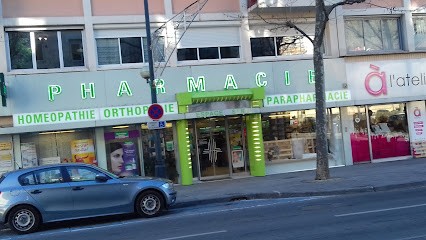 PHARMACIE
HOMEOPATHIE ORTHOPEDIE
PARAPHARMACIE
à l'ateli